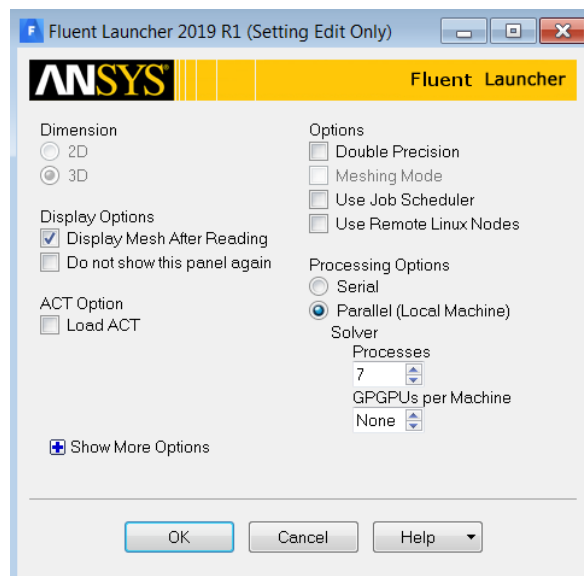 Fluent Launcher 2019 R1 (Setting Edit Only)
ANSYS
Fluent Launcher
Dimension
2D
3D
Display Options
Display Mesh After Reading
Do not show this panel again
ACT Option
Load ACT
Show More Options
Options
Double Precision
Meshing Mode
Use Job Scheduler
Use Remote Linux Nodes
Processing Options
Serial
Parallel (Local Machine)
Solver
Processes
7
GPGPUs per Machine
None
OK
Cancel
Help